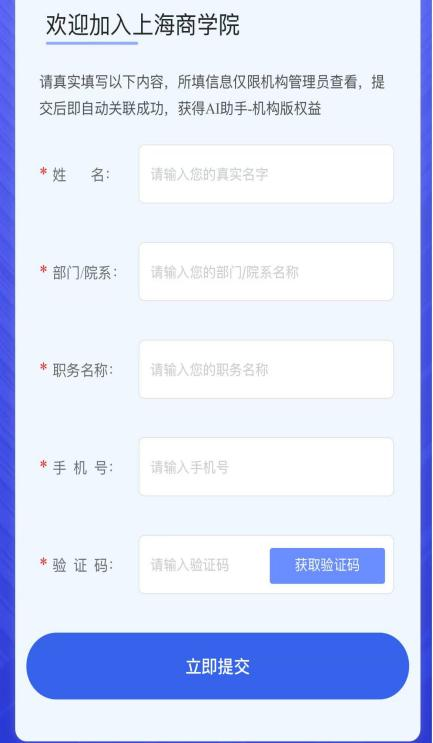 欢迎加入上海商学院
请真实填写以下内容，所填信息仅限机构管理员查看，提
交后即自动关联成功，获得AI助手-机构版权益
* 姓 名： 请输入您的真实名字
* 部门/院系： 请输入您的部门/院系名称
* 职务名称： 请输入您的职务名称
* 手 机 号： 请输入手机号
* 验 证 码： 请输入验证码 获取验证码
立即提交